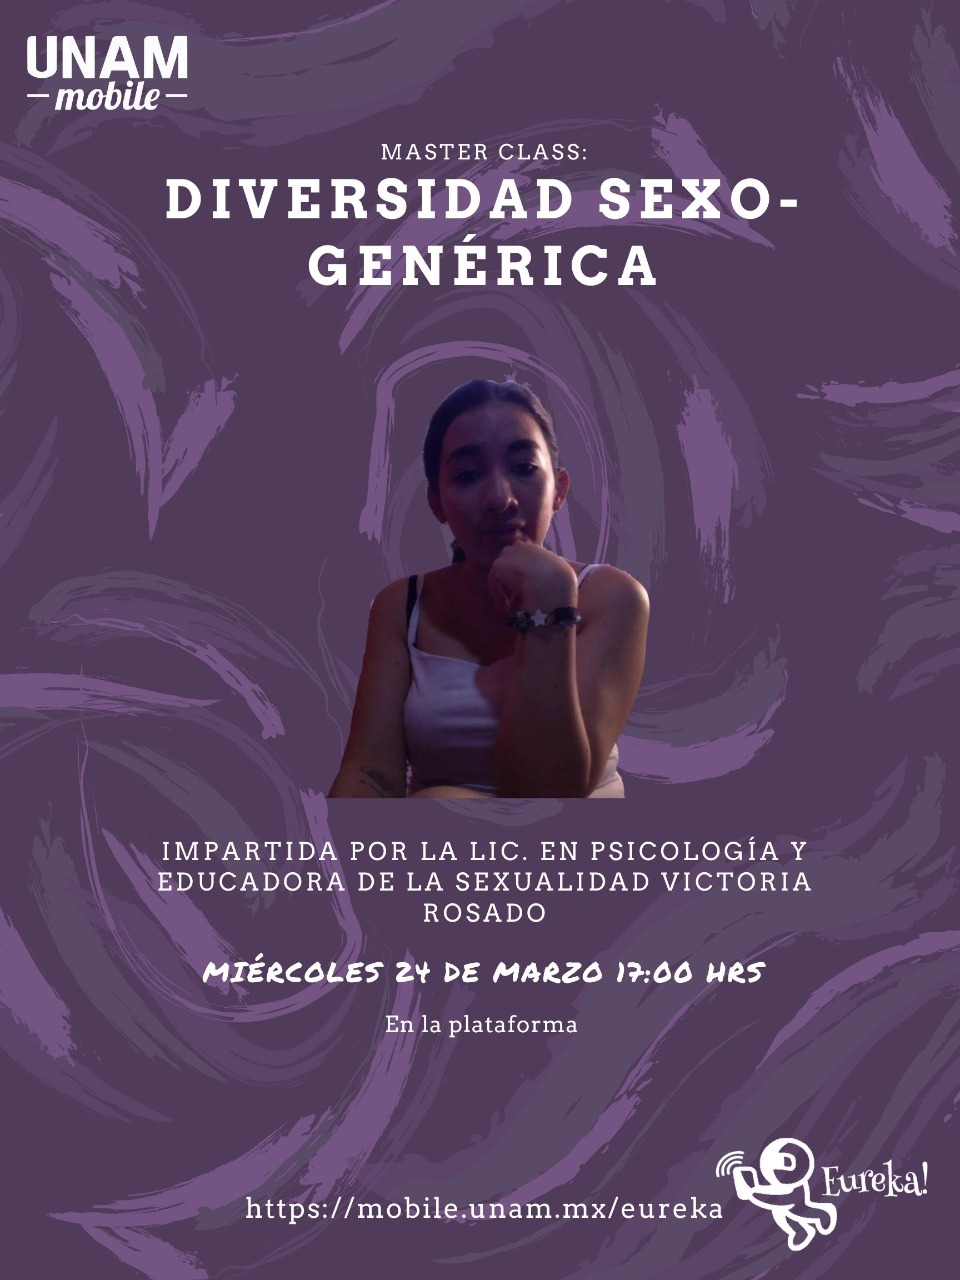 UNAM
mobile
MASTER CLASS:
DIVERSIDAD SEXO-
GENÉRICA
IMPARTIDA POR LA LIC. EN PSICOLOGÍA Y
EDUCADORA DE LA SEXUALIDAD VICTORIA
ROSADO
MIÉRCOLES 24 DE MARZO 17:00 HRS
En la plataforma
Eureka!
https://mobile.unam.mx/eureka